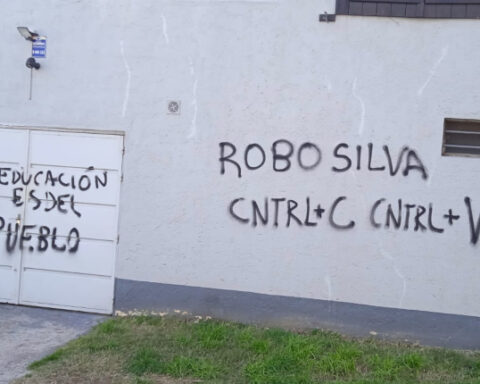 EDUCACIÓN
ES DEL
PUEBLO
ROBO SILVA
CNTRL+C CNTRL+V